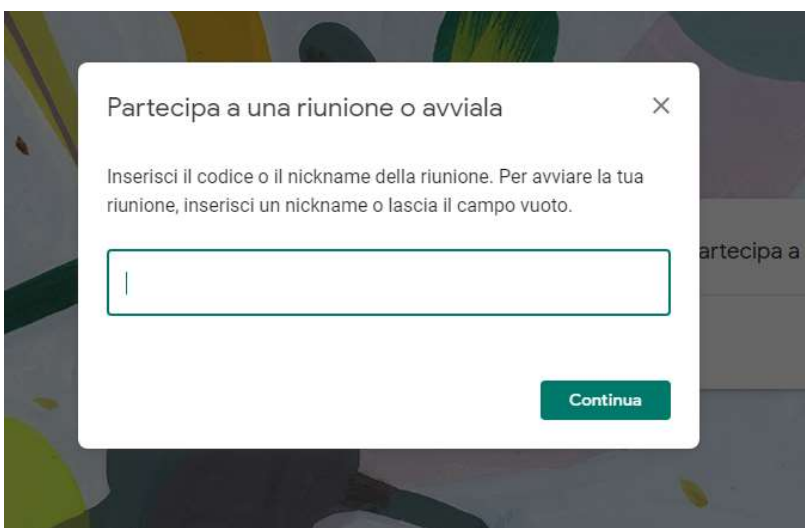 Partecipa a una riunione o avviala
Inserisci il codice o il nickname della riunione. Per avviare la tua
riunione, inserisci un nickname o lascia il campo vuoto.
artecipa a
Continua